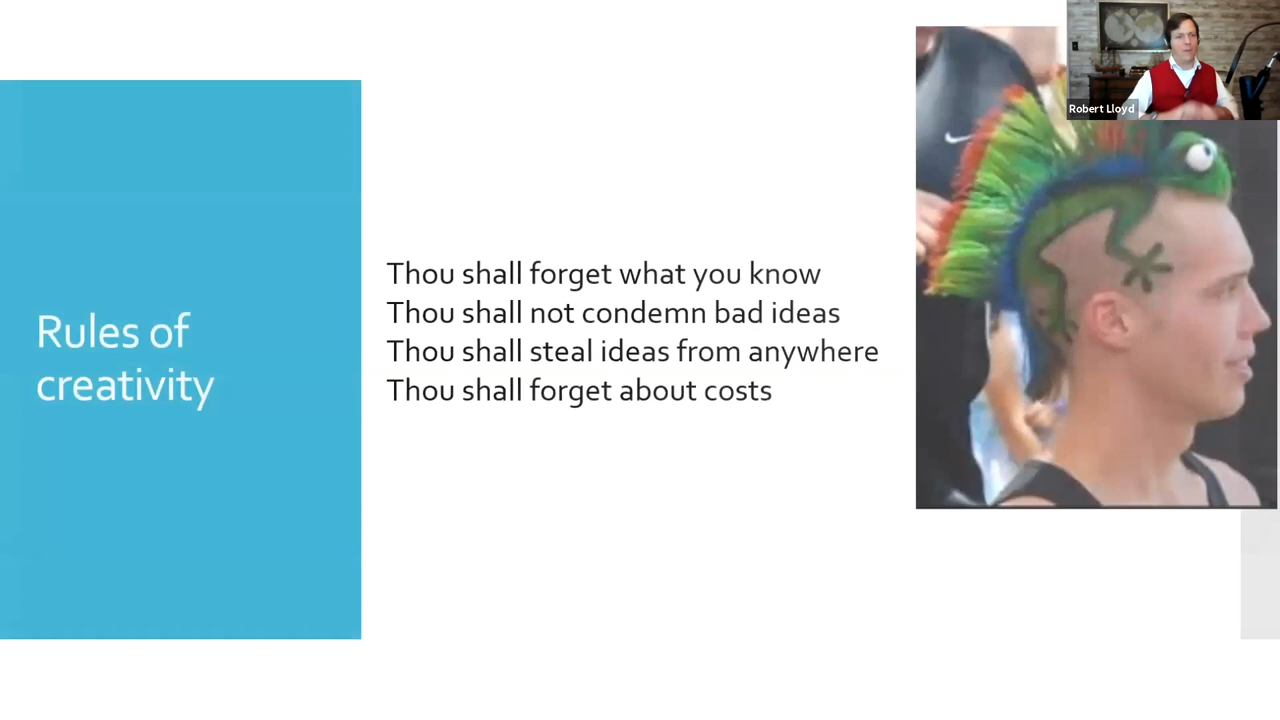 Rules of
creativity
Thou shall forget what you know
Thou shall not condemn bad ideas
Thou shall steal ideas from anywhere
Thou shall forget about costs
Robert Lloyd